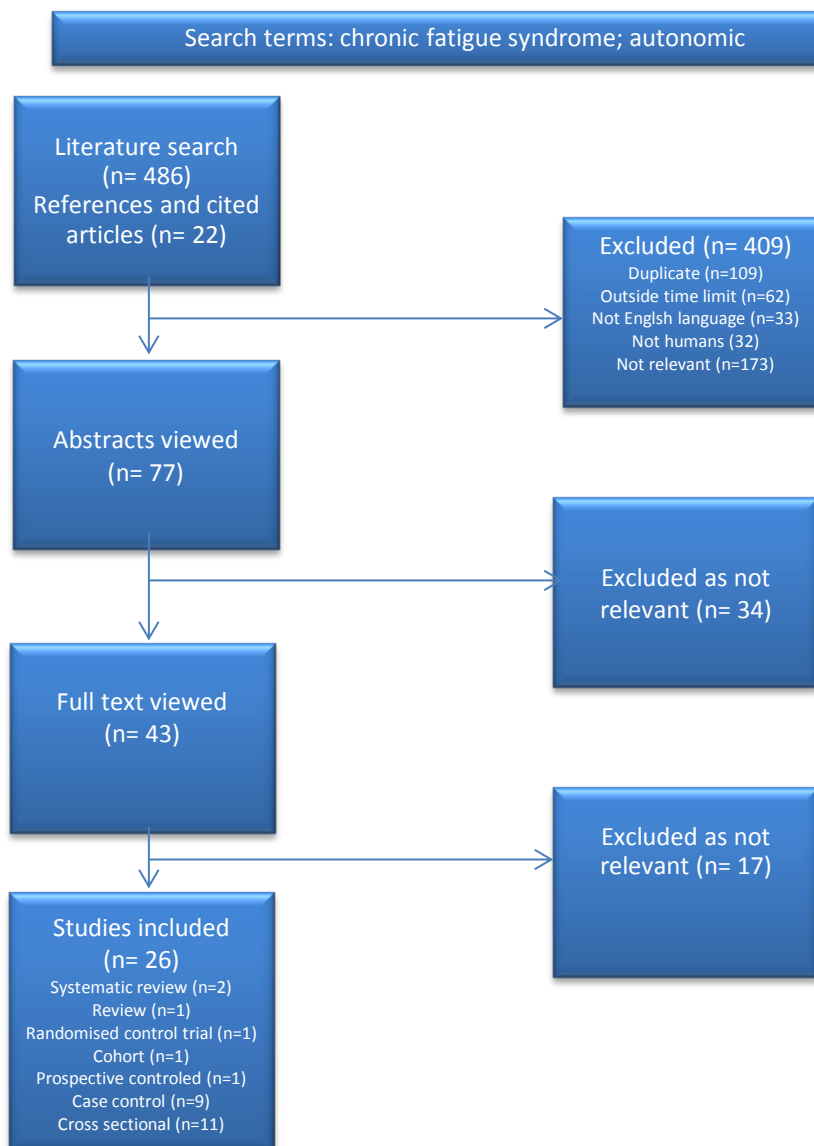 Search terms: chronic fatigue syndrome; autonomic
Literature search
(n= 486)
References and cited
articles (n= 22)
Excluded (n= 409)
Duplicate (n=109)
Outside time limit (n=62)
Not Englsh language (n=33)
Not humans (32)
Not relevant (n=173)
Abstracts viewed
(n= 77)
Excluded as not
relevant (n= 34)
Full text viewed
(n= 43)
Excluded as not
relevant (n= 17)
Studies included
(n= 26)
Systematic review (n=2)
Review (n=1)
Randomised control trial (n=1)
Cohort (n=1)
Prospective controled (n=1)
Case control (n=9)
Cross sectional (n=11)